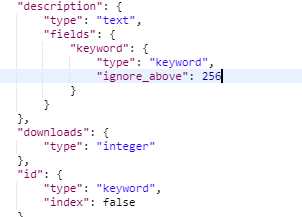 "description": {
    "type": "text",
    "fields": {
        "keyword": {
            "type": "keyword",
            "ignore_above": 256
        }
    }
},
"downloads": {
    "type": "integer"
},
"id": {
    "type": "keyword",
    "index": false